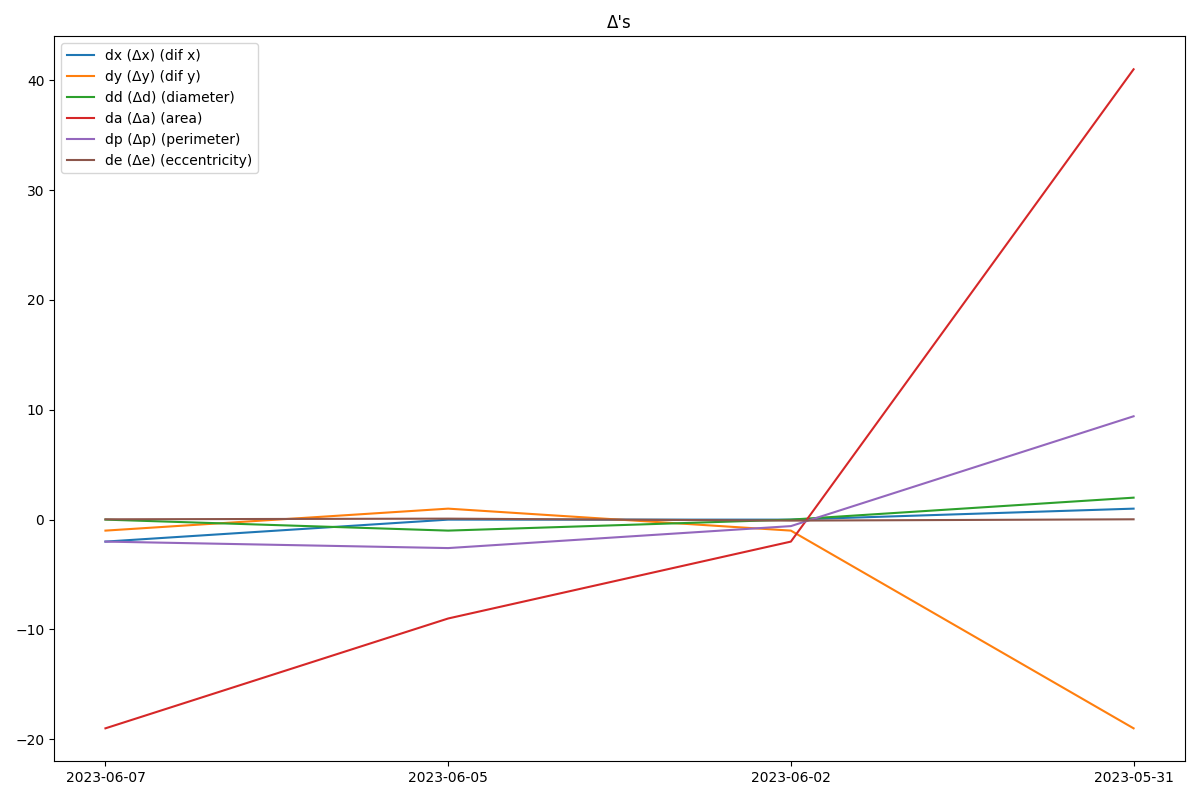 Δ's
dx (Δx) (dif x)
dy (Δy) (dif y)
dd (Δd) (diameter)
da (Δa) (area)
dp (Δp) (perimeter)
de (Δe) (eccentricity)
40
30
20
10
0
−10
−20
2023-06-07 2023-06-05 2023-06-02 2023-05-31